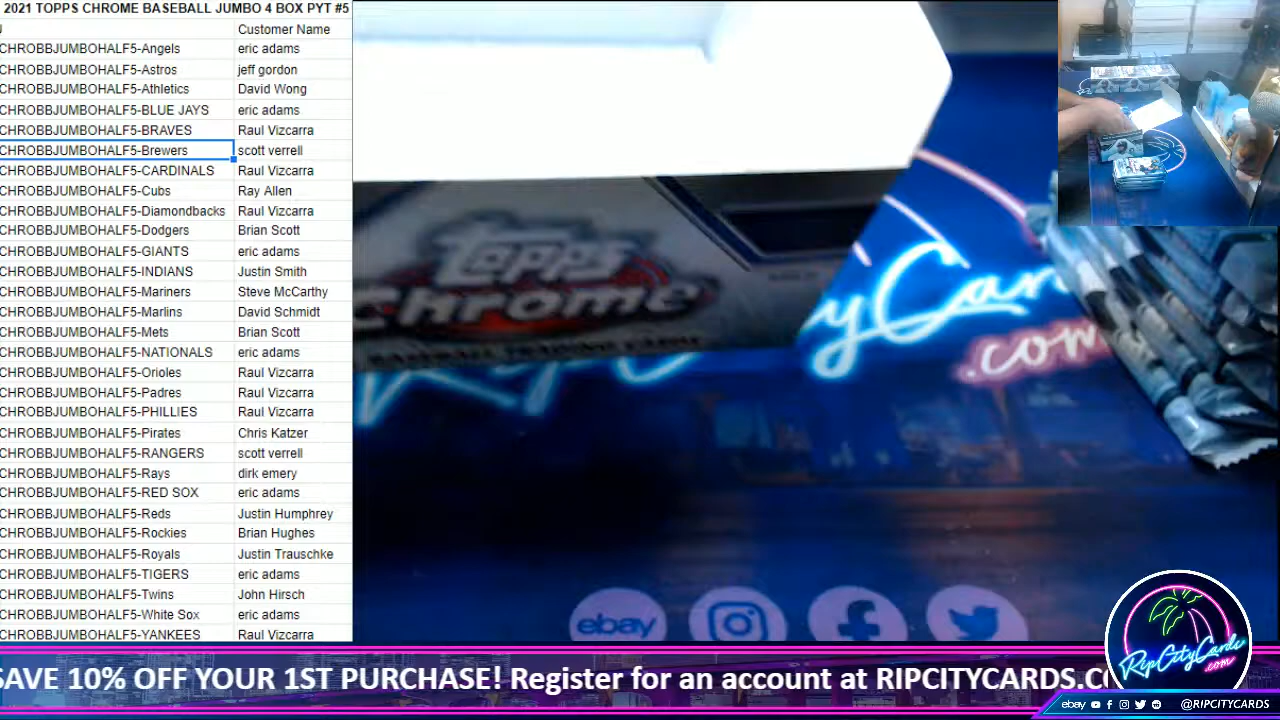 2021 TOPPS CHROME BASEBALL JUMBO 4 BOX PYT #5
Customer Name
CHROBBJUMBOHALF5-Angels eric adams
CHROBBJUMBOHALF5-Astros jeff gordon
CHROBBJUMBOHALF5-Athletics David Wong
CHROBBJUMBOHALF5-BLUE JAYS eric adams
CHROBBJUMBOHALF5-BRAVES Raul Vizcarra
CHROBBJUMBOHALF5-Brewers scott verrell
CHROBBJUMBOHALF5-CARDINALS Raul Vizcarra
CHROBBJUMBOHALF5-Cubs Ray Allen
CHROBBJUMBOHALF5-Diamondbacks Raul Vizcarra
CHROBBJUMBOHALF5-Dodgers Brian Scott
CHROBBJUMBOHALF5-GIANTS eric adams
CHROBBJUMBOHALF5-INDIANS Justin Smith
CHROBBJUMBOHALF5-Mariners Steve McCarthy
CHROBBJUMBOHALF5-Marlins David Schmidt
CHROBBJUMBOHALF5-Mets Brian Scott
CHROBBJUMBOHALF5-NATIONALS eric adams
CHROBBJUMBOHALF5-Orioles Raul Vizcarra
CHROBBJUMBOHALF5-Padres Raul Vizcarra
CHROBBJUMBOHALF5-PHILLIES Raul Vizcarra
CHROBBJUMBOHALF5-Pirates Chris Katzer
CHROBBJUMBOHALF5-RANGERS scott verrell
CHROBBJUMBOHALF5-Rays dirk emery
CHROBBJUMBOHALF5-RED SOX eric adams
CHROBBJUMBOHALF5-Reds Justin Humphrey
CHROBBJUMBOHALF5-Rockies Brian Hughes
CHROBBJUMBOHALF5-Royals Justin Trauschke
CHROBBJUMBOHALF5-TIGERS eric adams
CHROBBJUMBOHALF5-Twins John Hirsch
CHROBBJUMBOHALF5-White Sox eric adams
CHROBBJUMBOHALF5-YANKEES Raul Vizcarra
Topps
Chrome
BASEBALL TRADING CARDS
.com
ebay
SAVE 10% OFF YOUR 1ST PURCHASE! Register for an account at RIPCITYCARDS.CO
RipCityCards
.com
ebay @RIPCITYCARDS